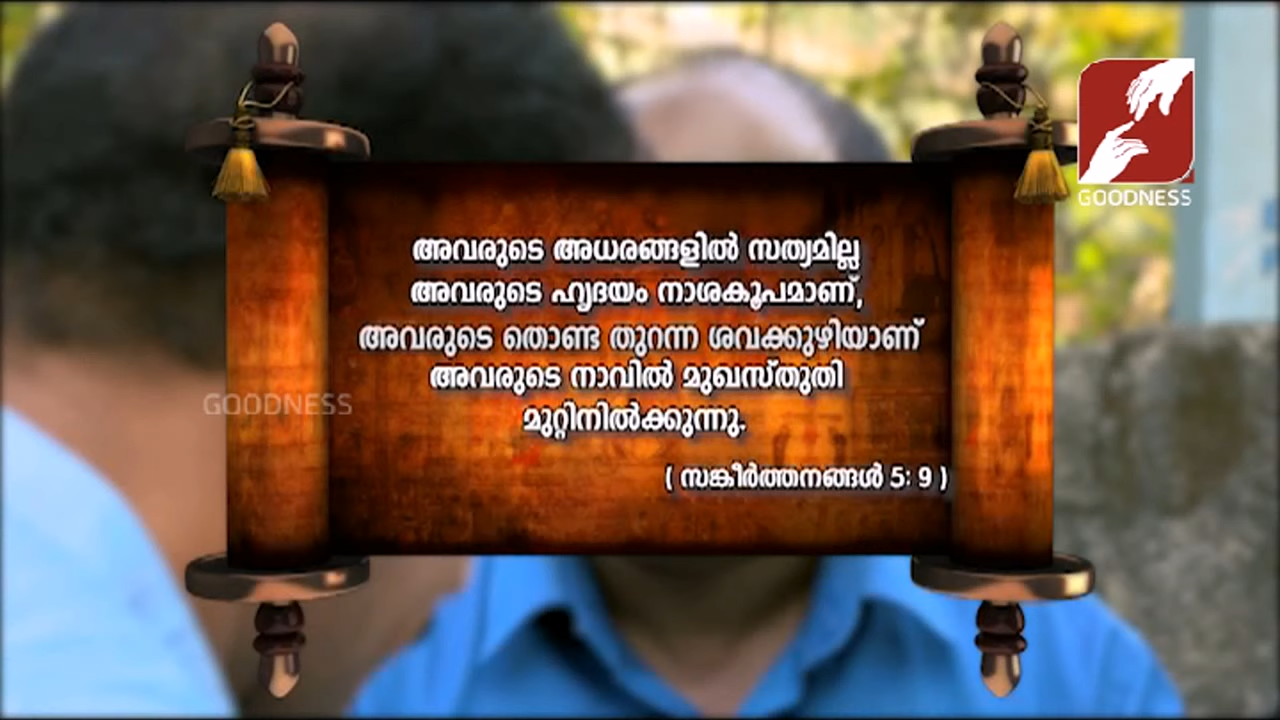 GOODNESS
അവരുടെ അധരങ്ങളിൽ സത്യമില്ല
അവരുടെ ഹൃദയം നാശകൂപമാണ്,
അവരുടെ തൊണ്ട തുറന്ന ശവക്കുഴിയാണ്
അവരുടെ നാവിൽ മുഖസ്തുതി
GOODNESS
മുറ്റിനിൽക്കുന്നു.
( സങ്കീർത്തനങ്ങൾ 5: 9 )